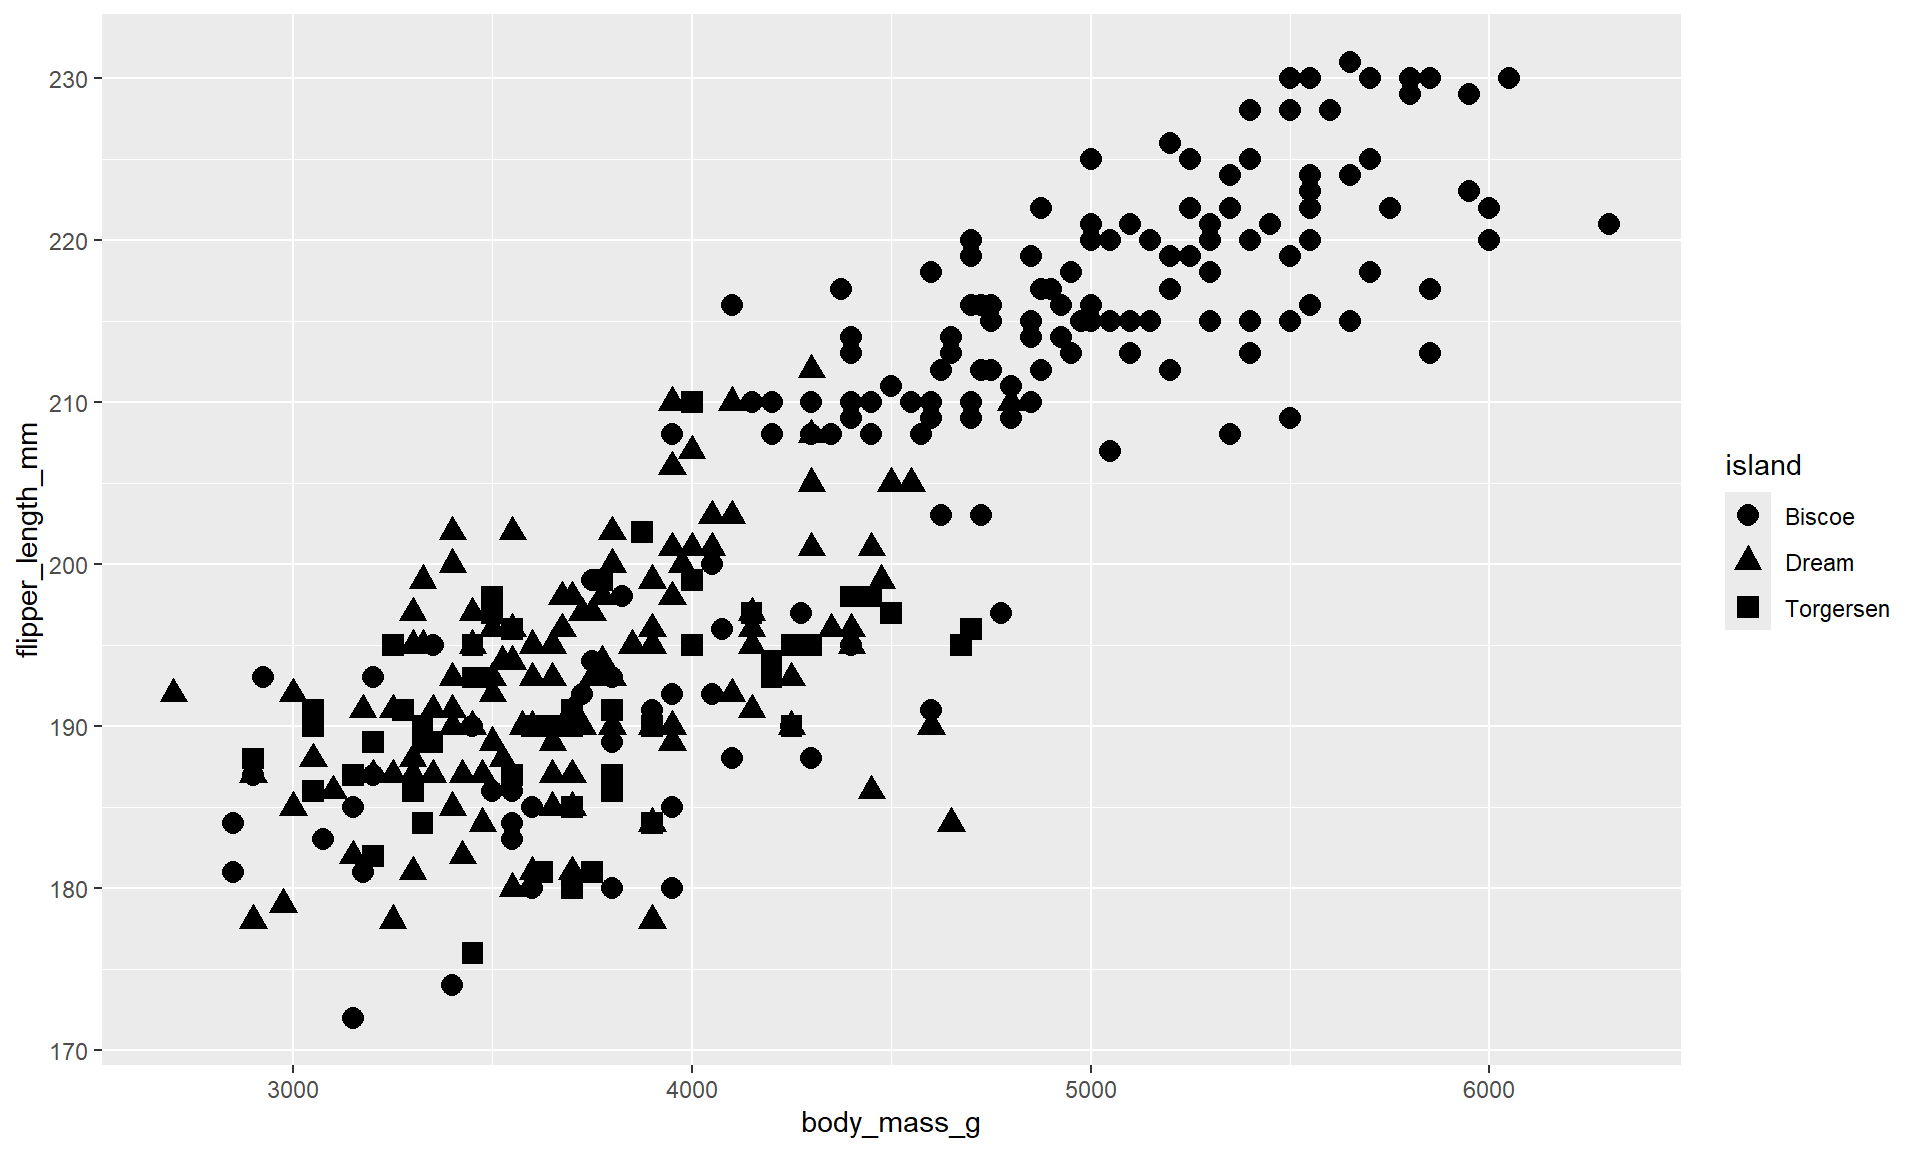 230
220
210
200
190
180
170
flipper_length_mm
3000
4000
5000
6000
body_mass_g
island
Biscoe
Dream
Torgersen